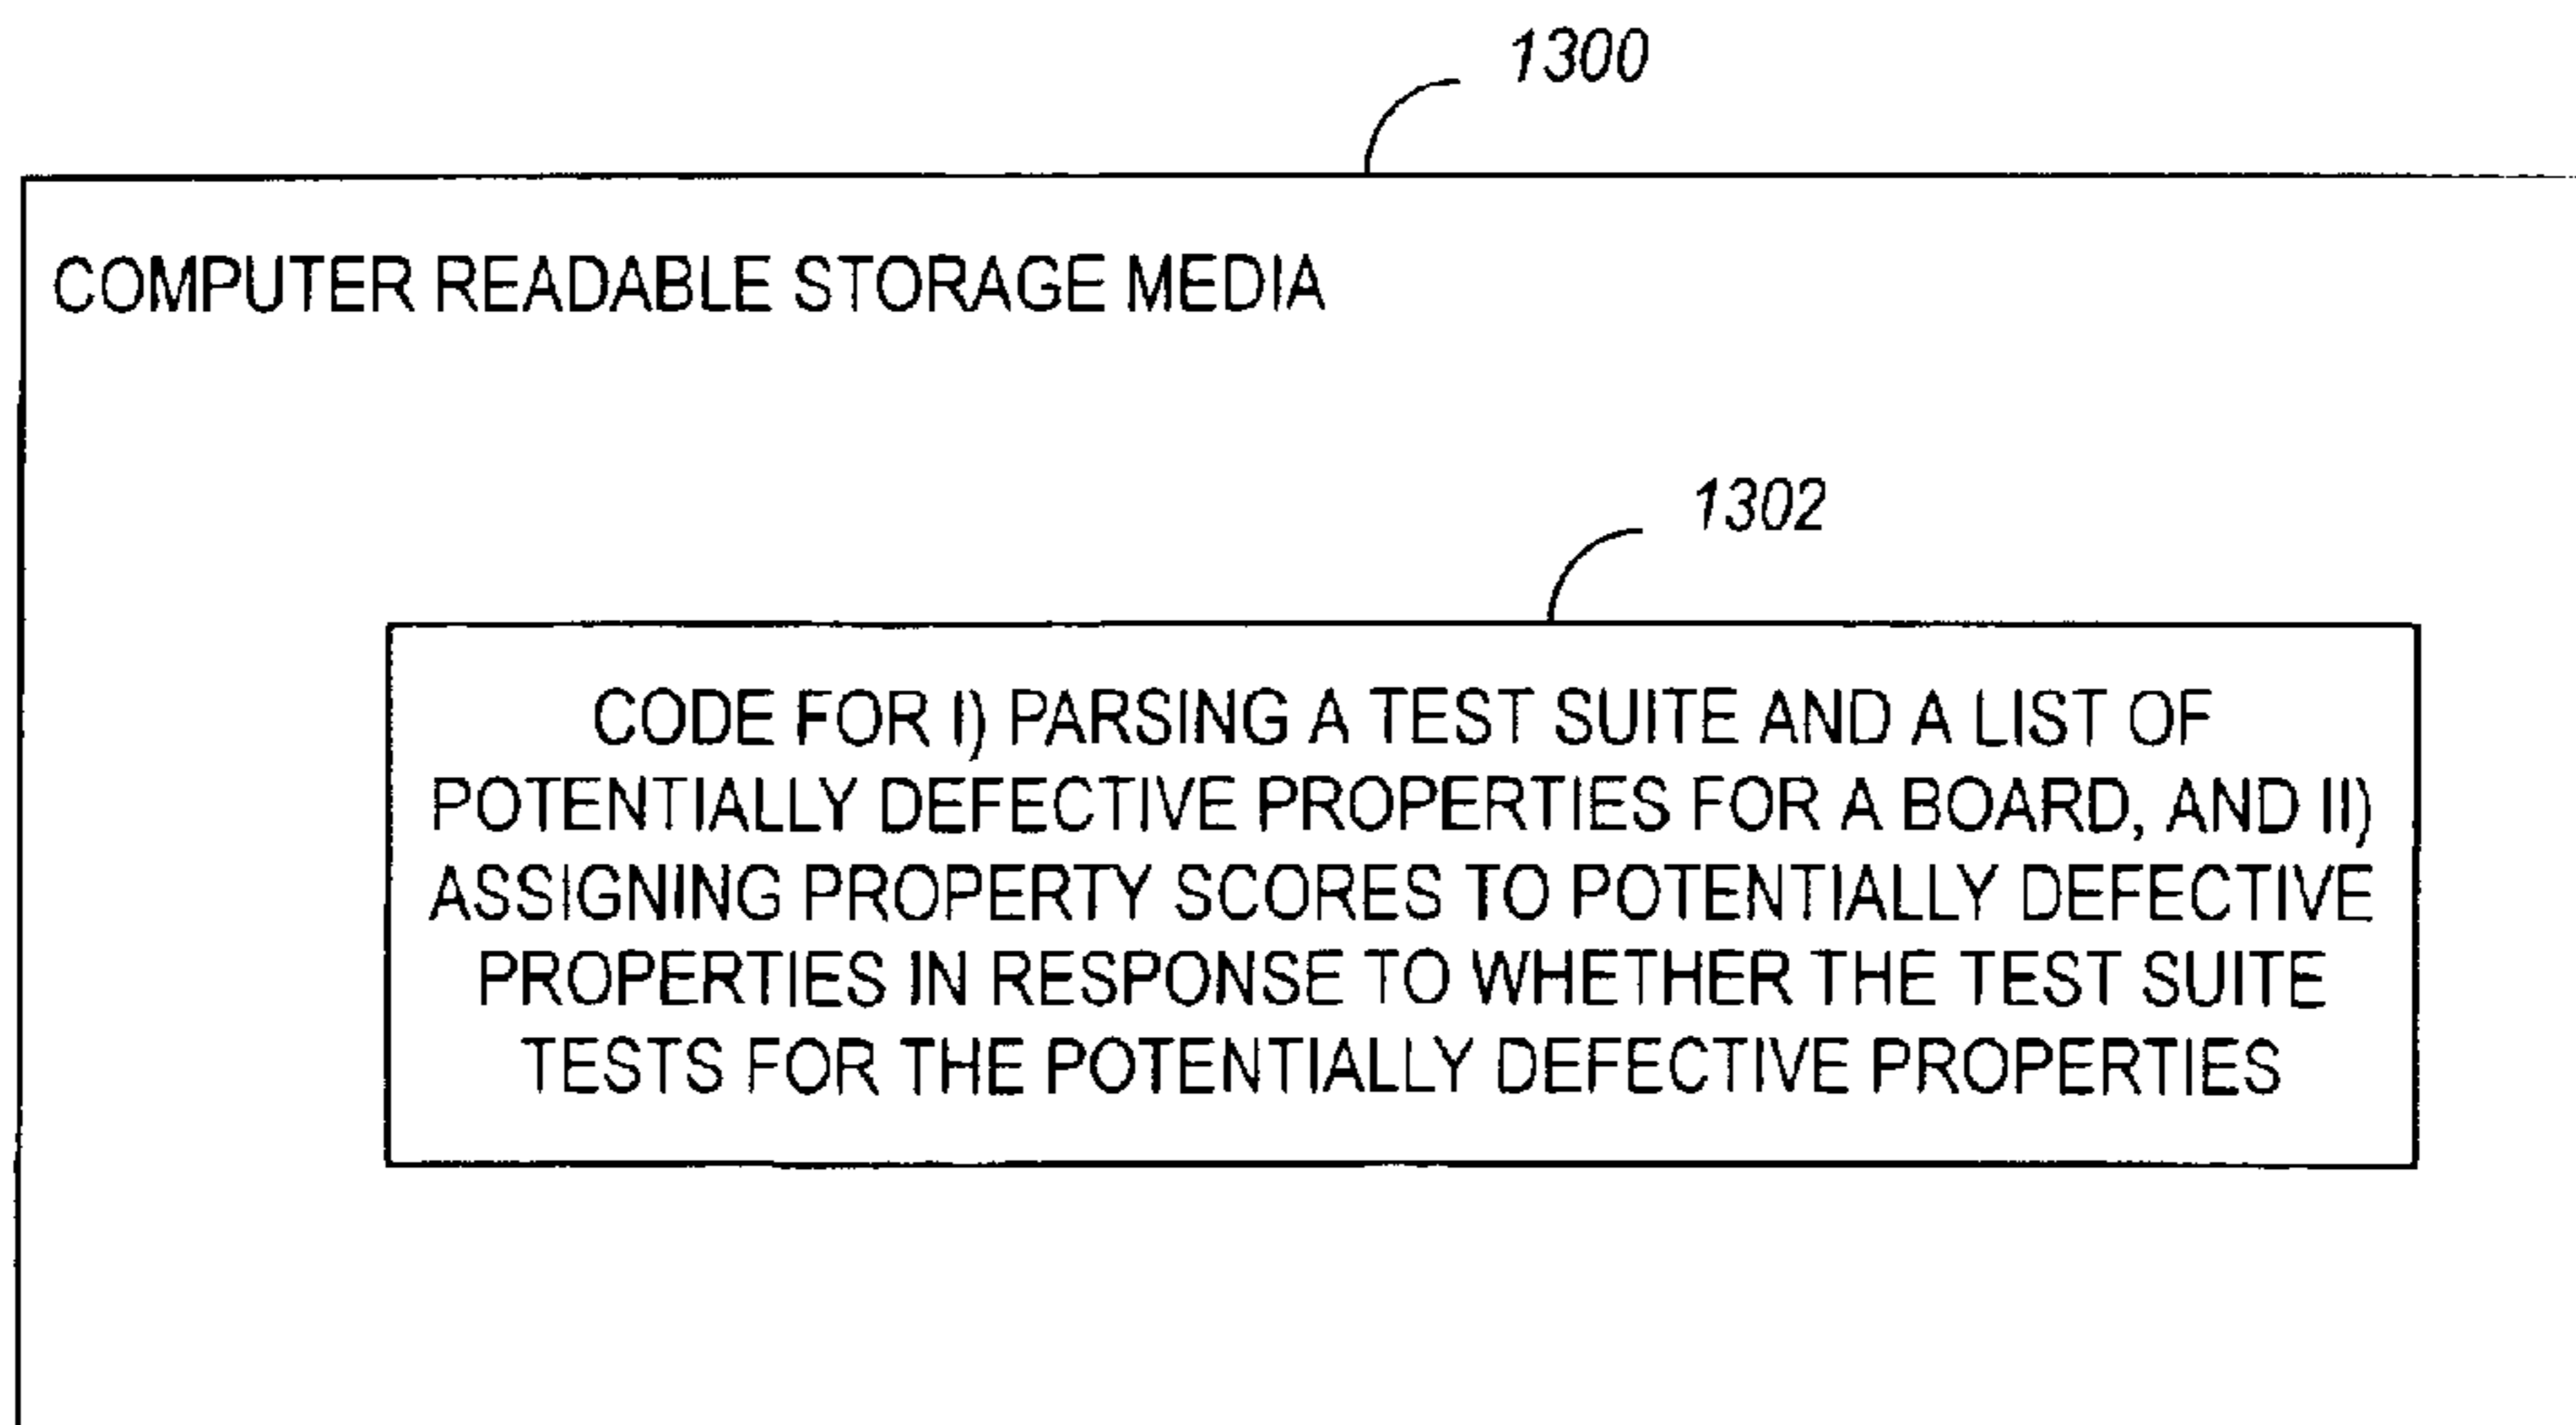 1300
COMPUTER READABLE STORAGE MEDIA
1302
CODE FOR I) PARSING A TEST SUITE AND A LIST OF
POTENTIALLY DEFECTIVE PROPERTIES FOR A BOARD, AND II)
ASSIGNING PROPERTY SCORES TO POTENTIALLY DEFECTIVE
PROPERTIES IN RESPONSE TO WHETHER THE TEST SUITE
TESTS FOR THE POTENTIALLY DEFECTIVE PROPERTIES